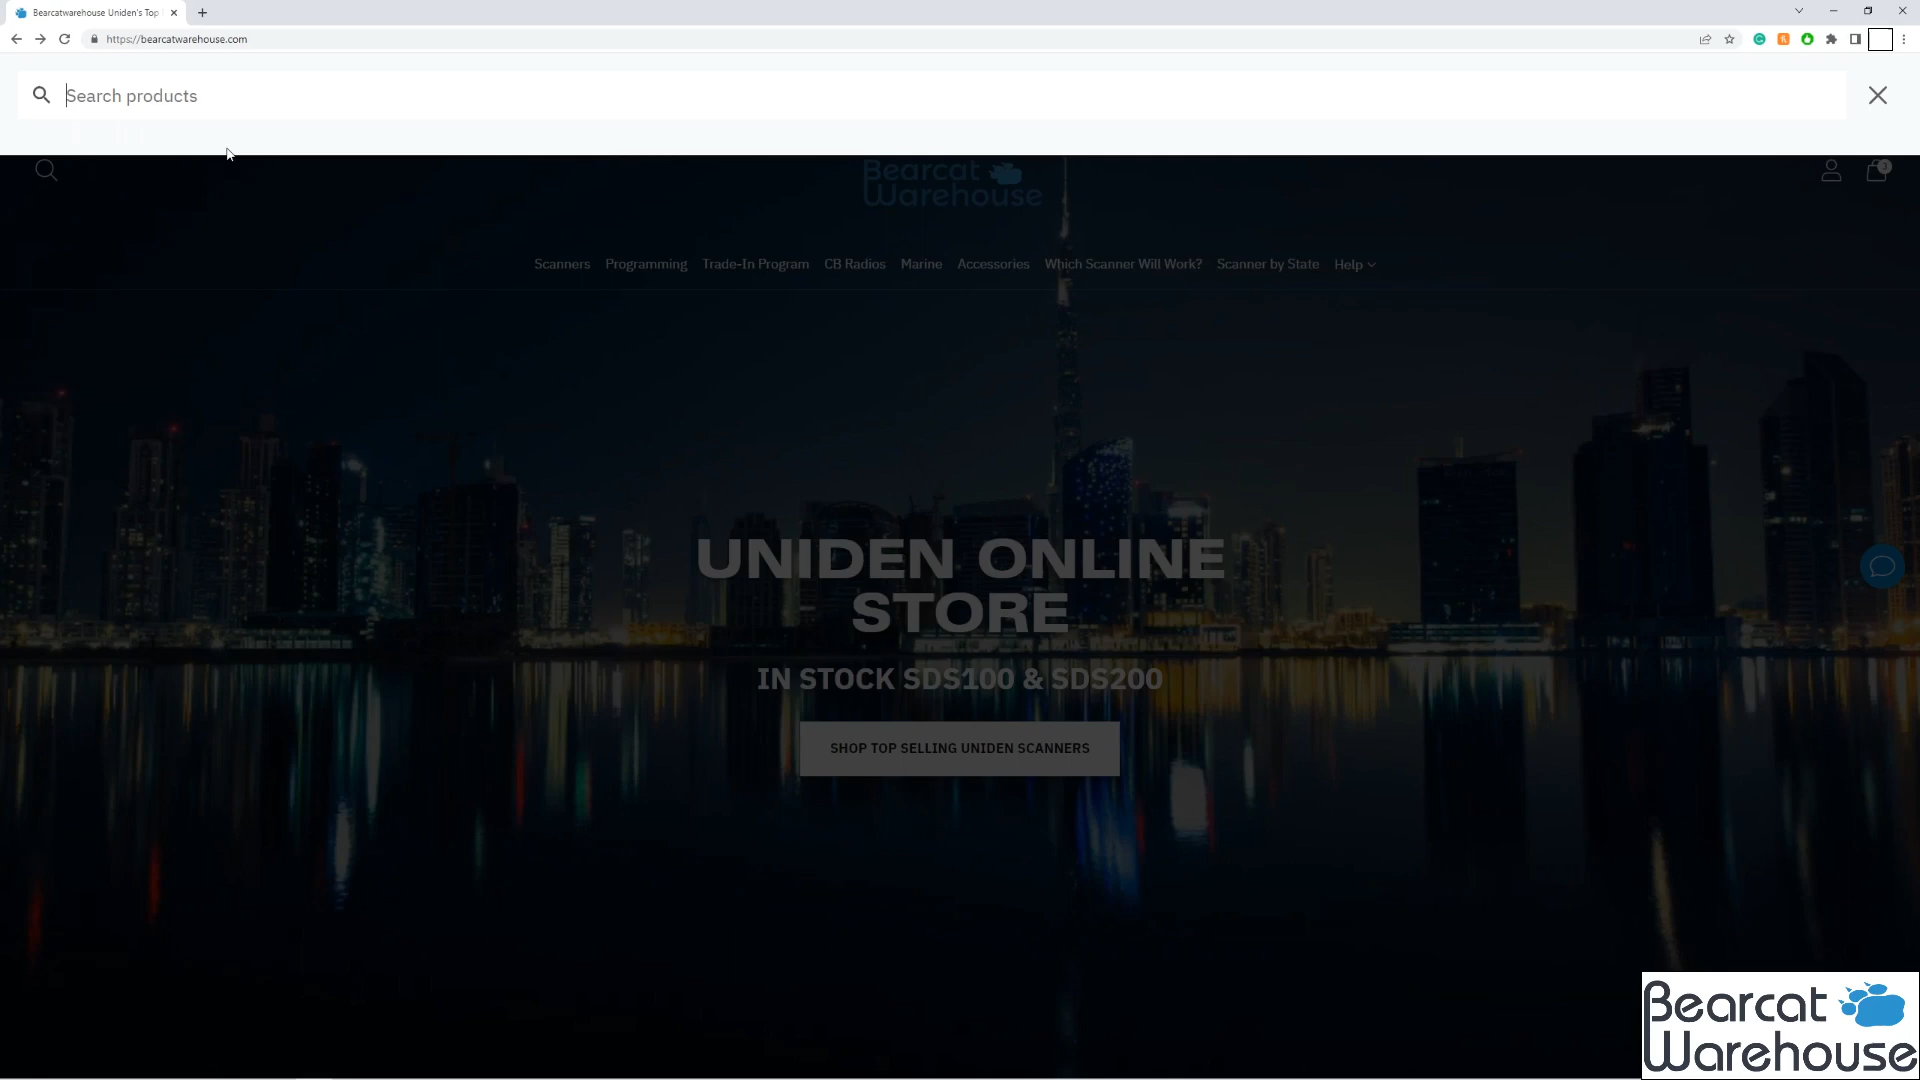 Bearcatwarehouse Uniden's Top
https://bearcatwarehouse.com
Search products
Bearcat
Warehouse
3
Scanners Programming Trade-In Program CB Radios Marine Accessories Which Scanner Will Work? Scanner by State Help
UNIDEN ONLINE
STORE
IN STOCK SDS100 & SDS200
SHOP TOP SELLING UNIDEN SCANNERS
Bearcat
Warehouse